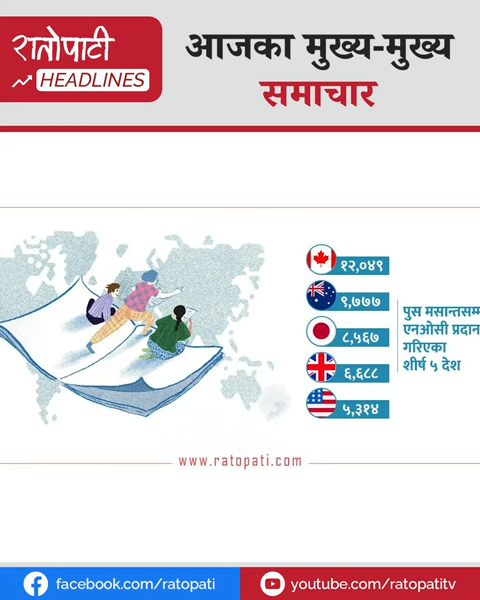 रातोपाटी
HEADLINES
आजका मुख्य-मुख्य
समाचार
१२,०४९
९,७७७
८,५६७
६,६८८
५,३१४
पुस मसान्तसम्म
एनओसी प्रदान
गरिएका
शीर्ष ५ देश
www.ratopati.com
facebook.com/ratopati
youtube.com/ratopatitv